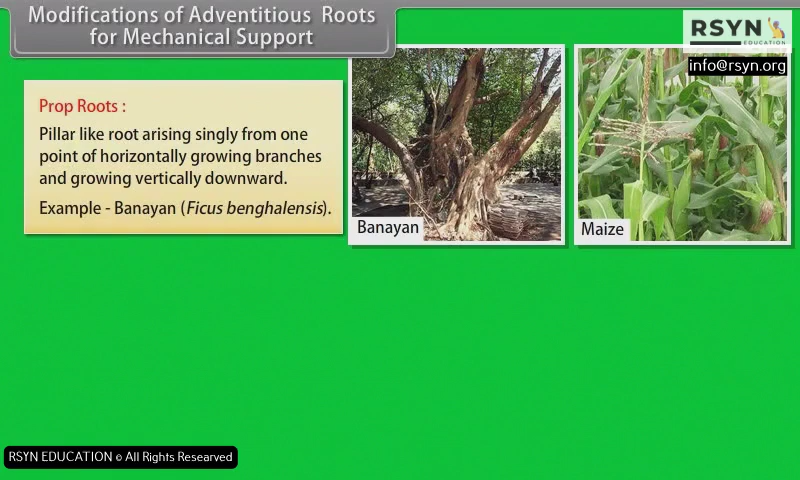 Modifications of Adventitious Roots
for Mechanical Support
RSYN
EDUCATION
info@rsyn.org
Prop Roots :
Pillar like root arising singly from one
point of horizontally growing branches
and growing vertically downward.
Example - Banayan (Ficus benghalensis).
Banayan
Maize
RSYN EDUCATION © All Rights Researved